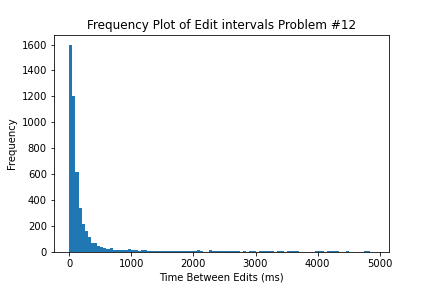 Frequency Plot of Edit intervals Problem #12
1600
1400
1200
1000
800
600
400
200
0
Frequency
0 1000 2000 3000 4000 5000
Time Between Edits (ms)